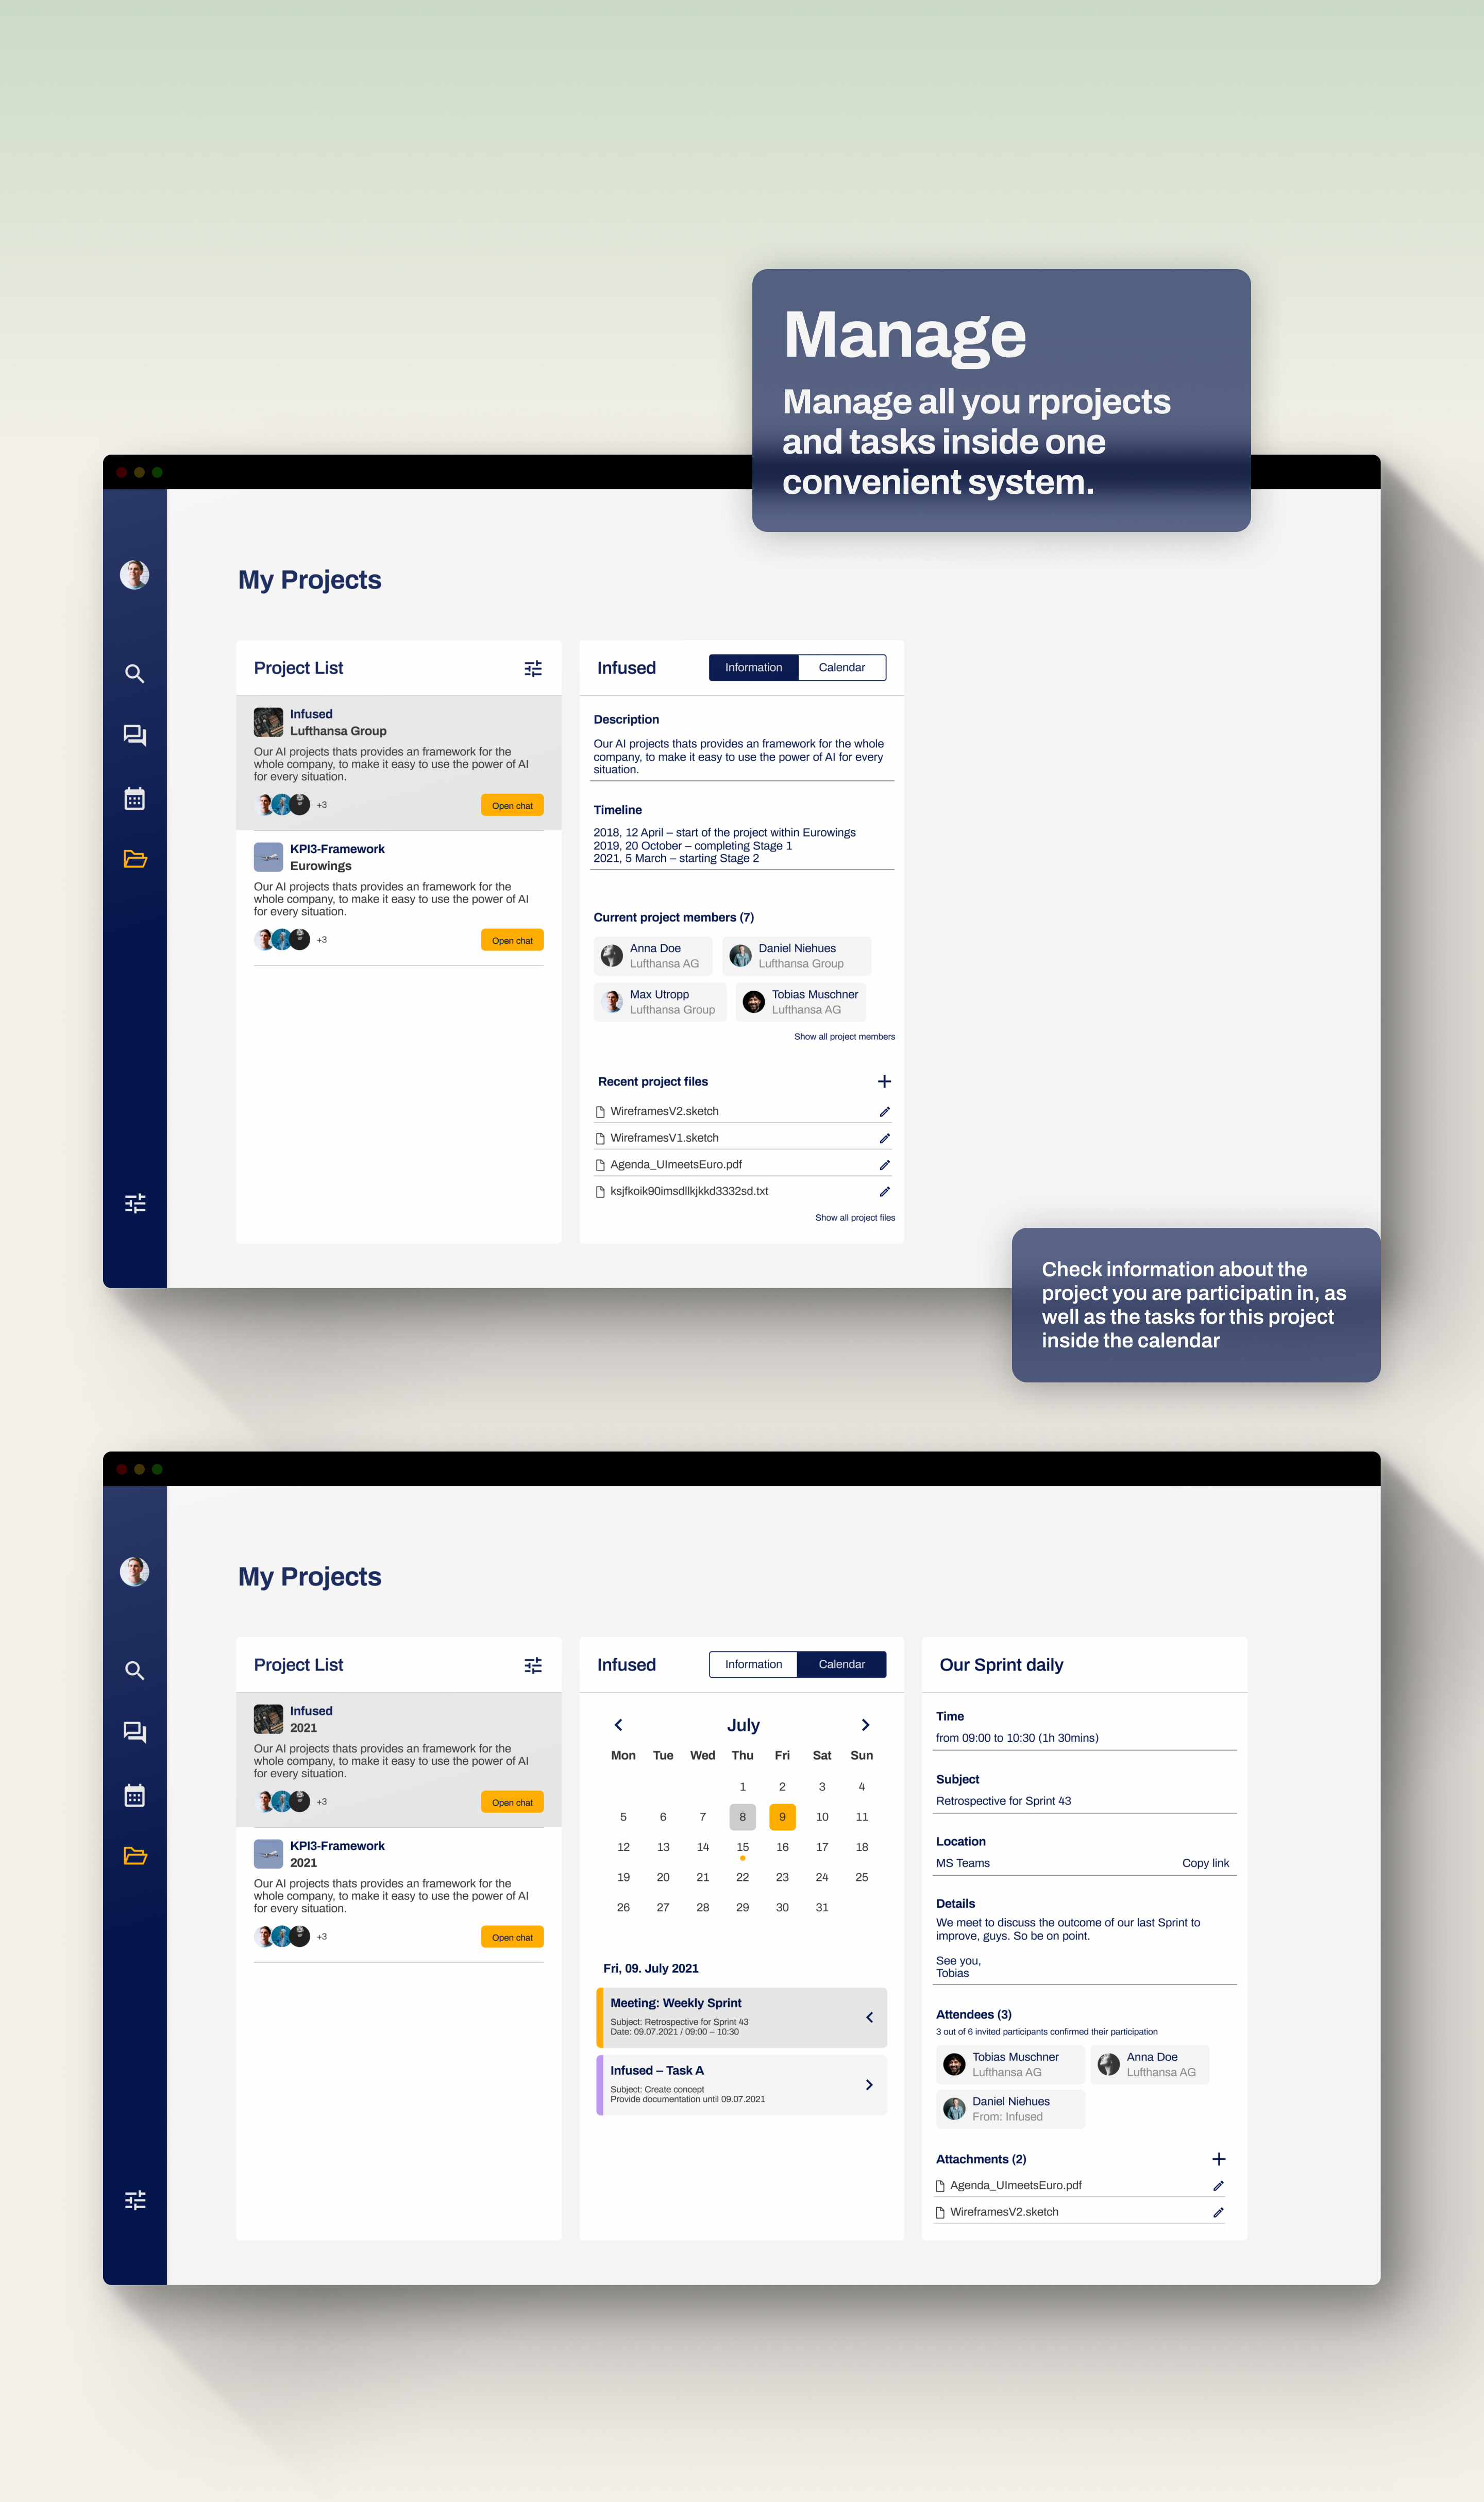 Manage
Manage all you rprojects
and tasks inside one
convenient system.
My Projects
Project List
Infused
Lufthansa Group
Our AI projects thats provides an framework for the
whole company, to make it easy to use the power of AI
for every situation.
+3
Open chat
KPI3-Framework
Eurowings
Our AI projects thats provides an framework for the
whole company, to make it easy to use the power of AI
for every situation.
+3
Open chat
Infused
Information
Calendar
Description
Our AI projects thats provides an framework for the whole
company, to make it easy to use the power of AI for every
situation.
Timeline
2018, 12 April – start of the project within Eurowings
2019, 20 October – completing Stage 1
2021, 5 March – starting Stage 2
Current project members (7)
Anna Doe
Lufthansa AG
Daniel Niehues
Lufthansa Group
Max Utropp
Lufthansa Group
Tobias Muschner
Lufthansa AG
Show all project members
Recent project files
WireframesV2.sketch
WireframesV1.sketch
Agenda_UImeetsEuro.pdf
ksjfkoik90imsdllkjkkd3332sd.txt
Show all project files
Check information about the
project you are participatin in, as
well as the tasks for this project
inside the calendar
My Projects
Project List
Infused
2021
Our AI projects thats provides an framework for the
whole company, to make it easy to use the power of AI
for every situation.
+3
Open chat
KPI3-Framework
2021
Our AI projects thats provides an framework for the
whole company, to make it easy to use the power of AI
for every situation.
+3
Open chat
Infused
Information
Calendar
July
Mon Tue Wed Thu Fri Sat Sun
1 2 3 4
5 6 7 8 9 10 11
12 13 14 15 16 17 18
19 20 21 22 23 24 25
26 27 28 29 30 31
Fri, 09. July 2021
Meeting: Weekly Sprint
Subject: Retrospective for Sprint 43
Date: 09.07.2021 / 09:00 – 10:30
Infused – Task A
Subject: Create concept
Provide documentation until 09.07.2021
Our Sprint daily
Time
from 09:00 to 10:30 (1h 30mins)
Subject
Retrospective for Sprint 43
Location
MS Teams
Copy link
Details
We meet to discuss the outcome of our last Sprint to
improve, guys. So be on point.
See you,
Tobias
Attendees (3)
3 out of 6 invited participants confirmed their participation
Tobias Muschner
Lufthansa AG
Anna Doe
Lufthansa AG
Daniel Niehues
From: Infused
Attachments (2)
Agenda_UImeetsEuro.pdf
WireframesV2.sketch